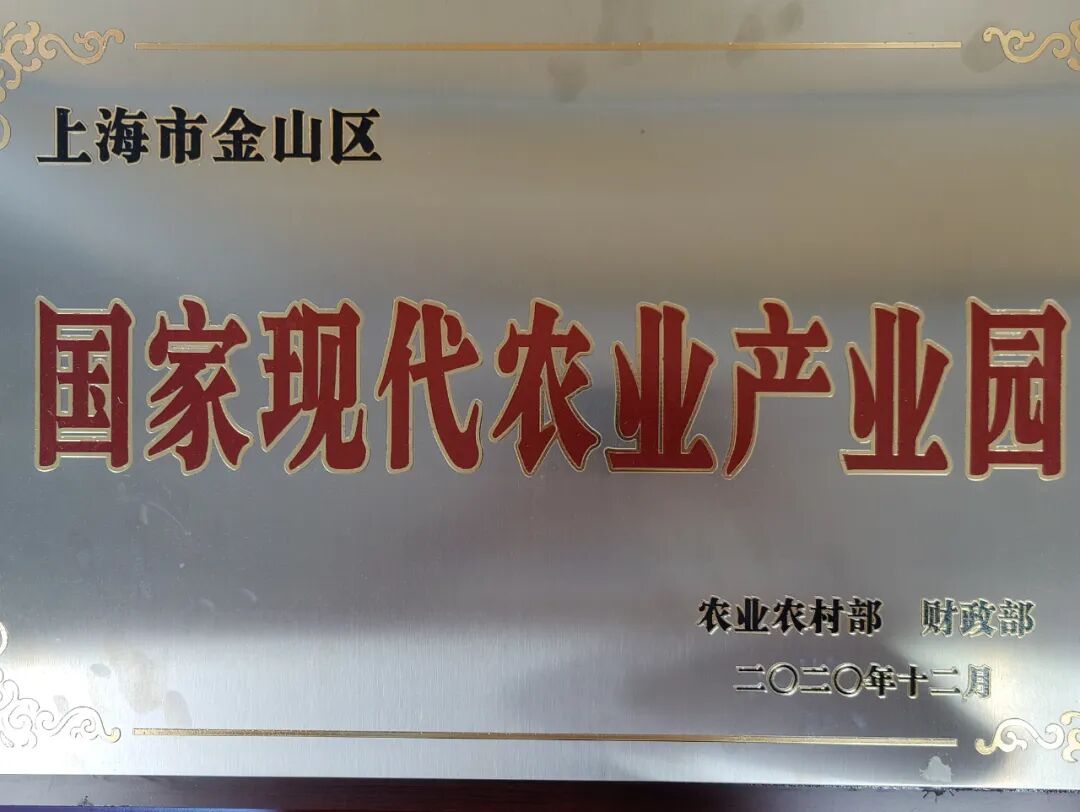 上海市金山区
国家现代农业产业园
农业农村部 财政部
二〇二〇年十二月